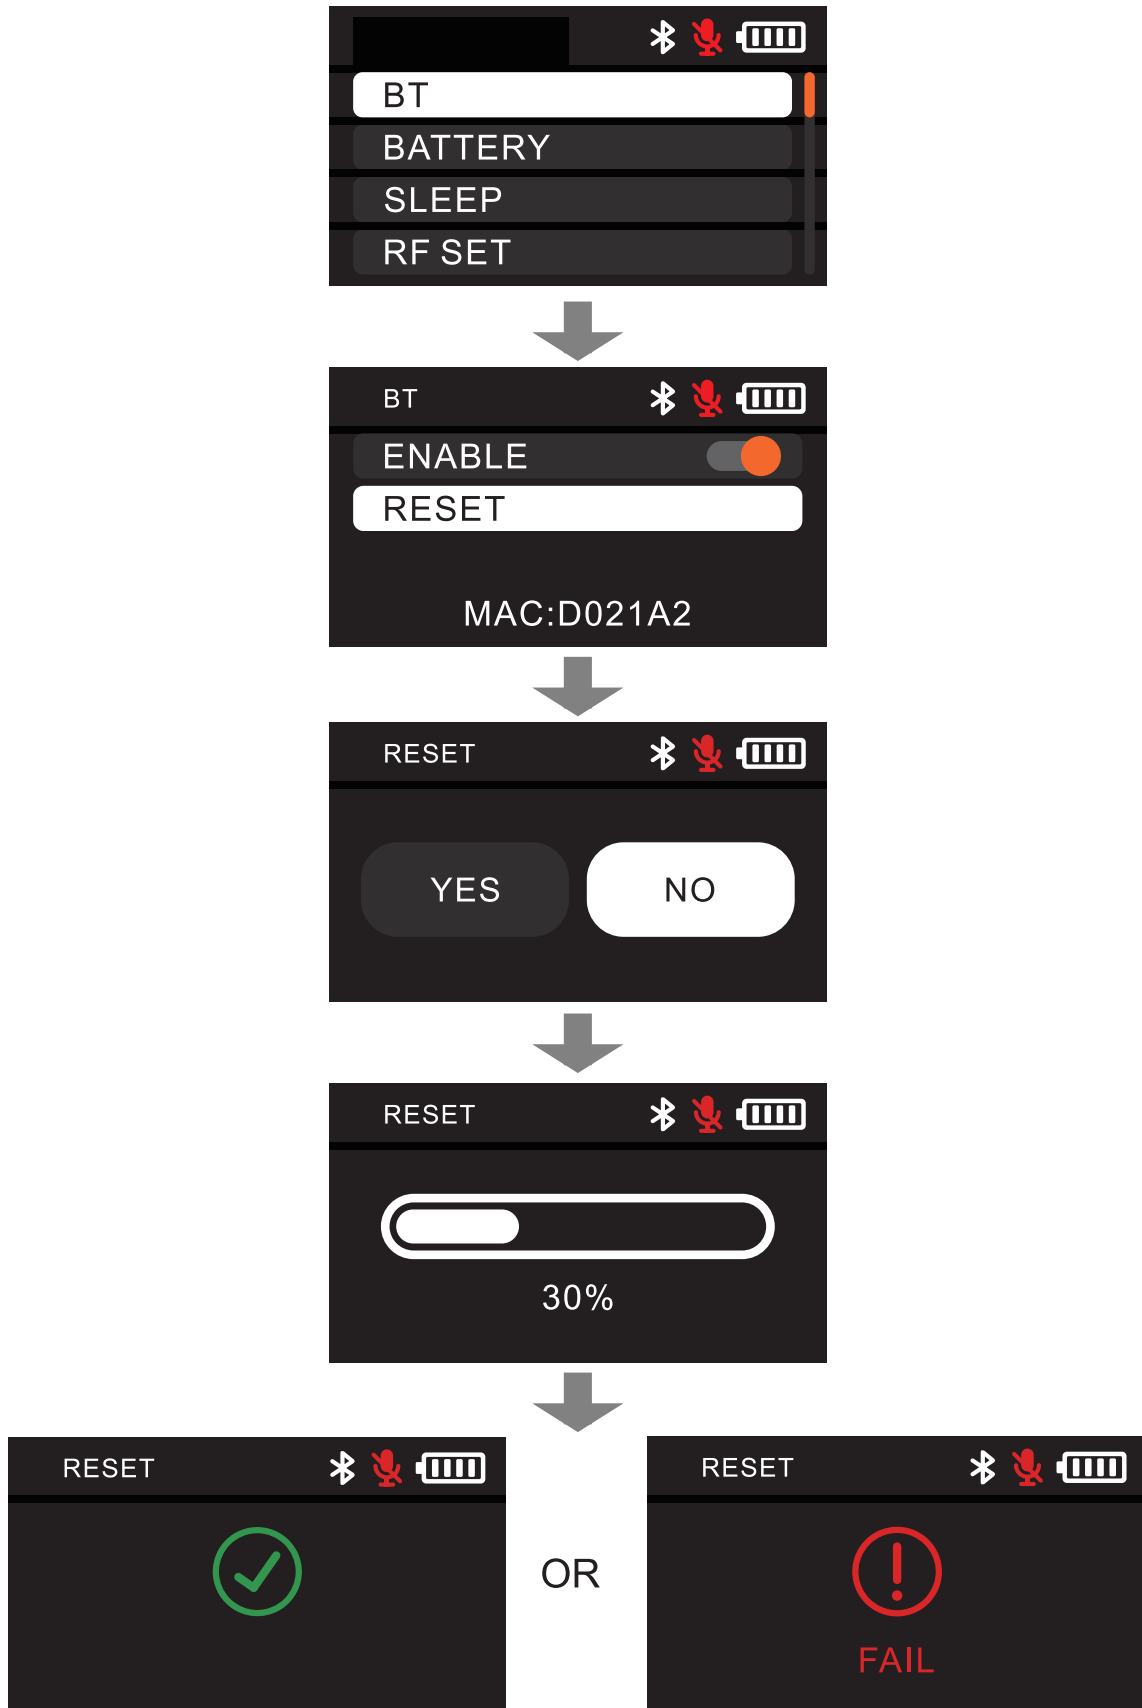 BT
BATTERY
SLEEP
RF SET
BT
ENABLE
RESET
MAC:D021A2
RESET
YES NO
RESET
30%
RESET
OR
RESET
FAIL